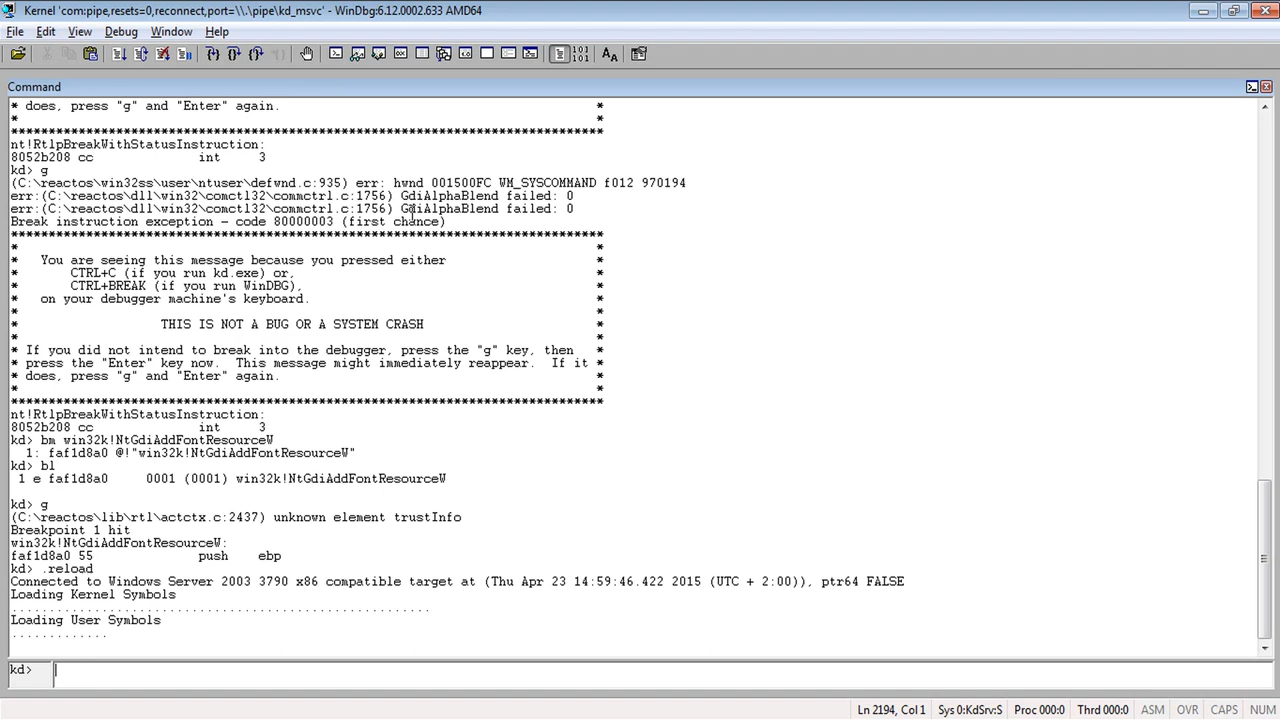 Kernel 'com:pipe,resets=0,reconnect,port=\\.\pipe\kd_msvc' - WinDbg:6.12.0002.633 AMD64
File Edit View Debug Window Help
Command
* does, press "g" and "Enter" again. *
* *
*******************************************************************************
nt!RtlpBreakWithStatusInstruction:
8052b208 cc int 3
kd> g
(C:\reactos\win32ss\user\ntuser\defwnd.c:935) err: hwnd 001500FC WM_SYSCOMMAND f012 970194
err:(C:\reactos\dll\win32\comctl32\commctrl.c:1756) GdiAlphaBlend failed: 0
err:(C:\reactos\dll\win32\comctl32\commctrl.c:1756) GdiAlphaBlend failed: 0
Break instruction exception - code 80000003 (first chance)
*******************************************************************************
* *
* You are seeing this message because you pressed either *
* CTRL+C (if you run kd.exe) or, *
* CTRL+BREAK (if you run WinDBG), *
* on your debugger machine's keyboard. *
* *
* THIS IS NOT A BUG OR A SYSTEM CRASH *
* *
* If you did not intend to break into the debugger, press the "g" key, then *
* press the "Enter" key now. This message might immediately reappear. If it *
* does, press "g" and "Enter" again. *
* *
*******************************************************************************
nt!RtlpBreakWithStatusInstruction:
8052b208 cc int 3
kd> bm win32k!NtGdiAddFontResourceW
1: faf1d8a0 @!"win32k!NtGdiAddFontResourceW"
kd> bl
1 e faf1d8a0 0001 (0001) win32k!NtGdiAddFontResourceW
kd> g
(C:\reactos\lib\rtl\actctx.c:2437) unknown element trustInfo
Breakpoint 1 hit
win32k!NtGdiAddFontResourceW:
faf1d8a0 55 push ebp
kd> .reload
Connected to Windows Server 2003 3790 x86 compatible target at (Thu Apr 23 14:59:46.422 2015 (UTC + 2:00)), ptr64 FALSE
Loading Kernel Symbols
........................................................
Loading User Symbols
.............
kd>
Ln 2194, Col 1 Sys 0:KdSrv:S Proc 000:0 Thrd 000:0 ASM OVR CAPS NUM